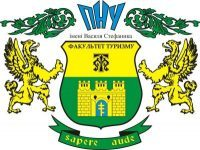 ПНУ
імені Василя Стефаника
ФАКУЛЬТЕТ ТУРИЗМУ
sapere aude